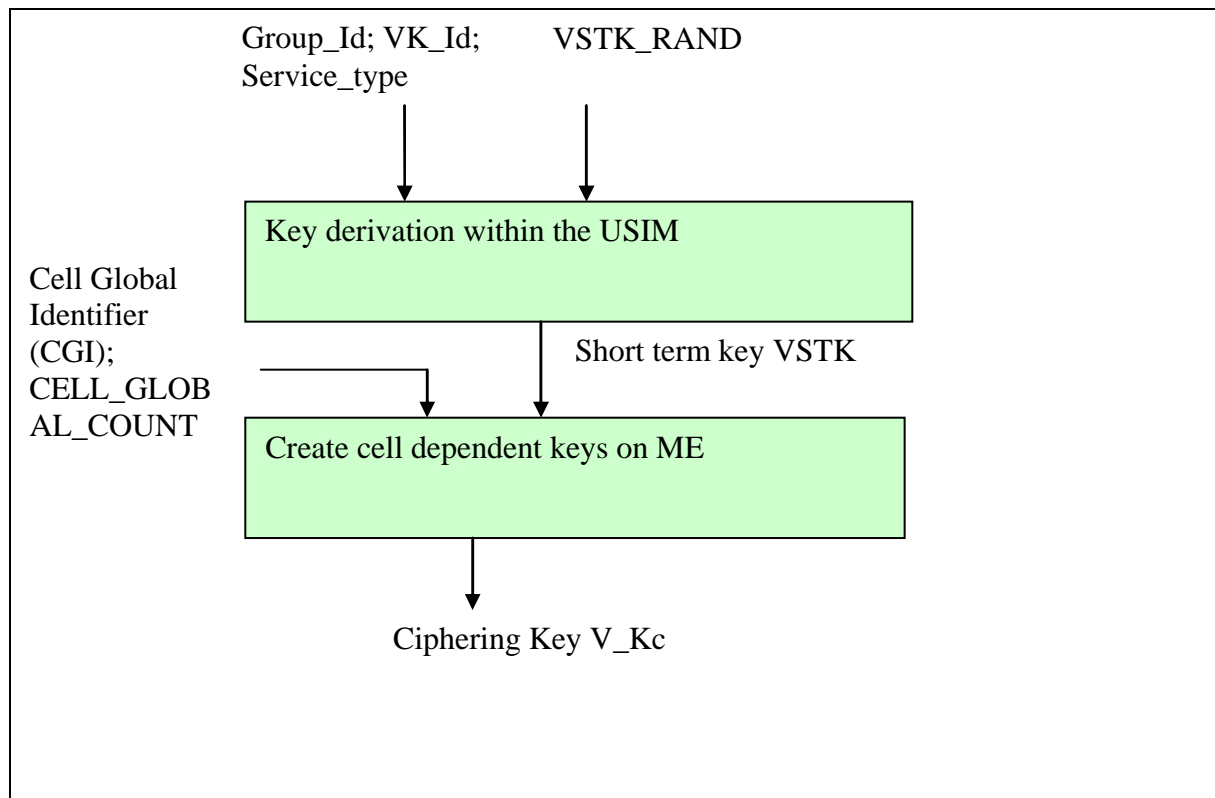 Group_Id; VK_Id;
Service_type
VSTK_RAND
Key derivation within the USIM
Cell Global
Identifier
(CGI);
CELL_GLOB
AL_COUNT
Short term key VSTK
Create cell dependent keys on ME
Ciphering Key V_Kc